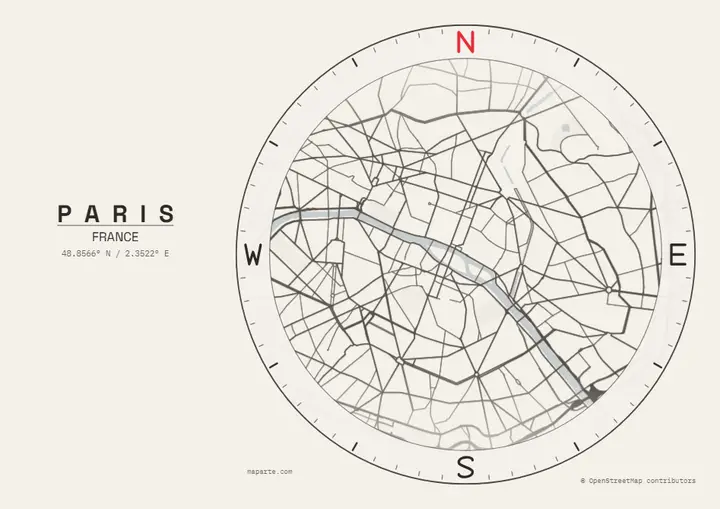 N
PARIS
FRANCE
48.8566° N / 2.3522° E
W
E
S
maparte.com
© OpenStreetMap contributors